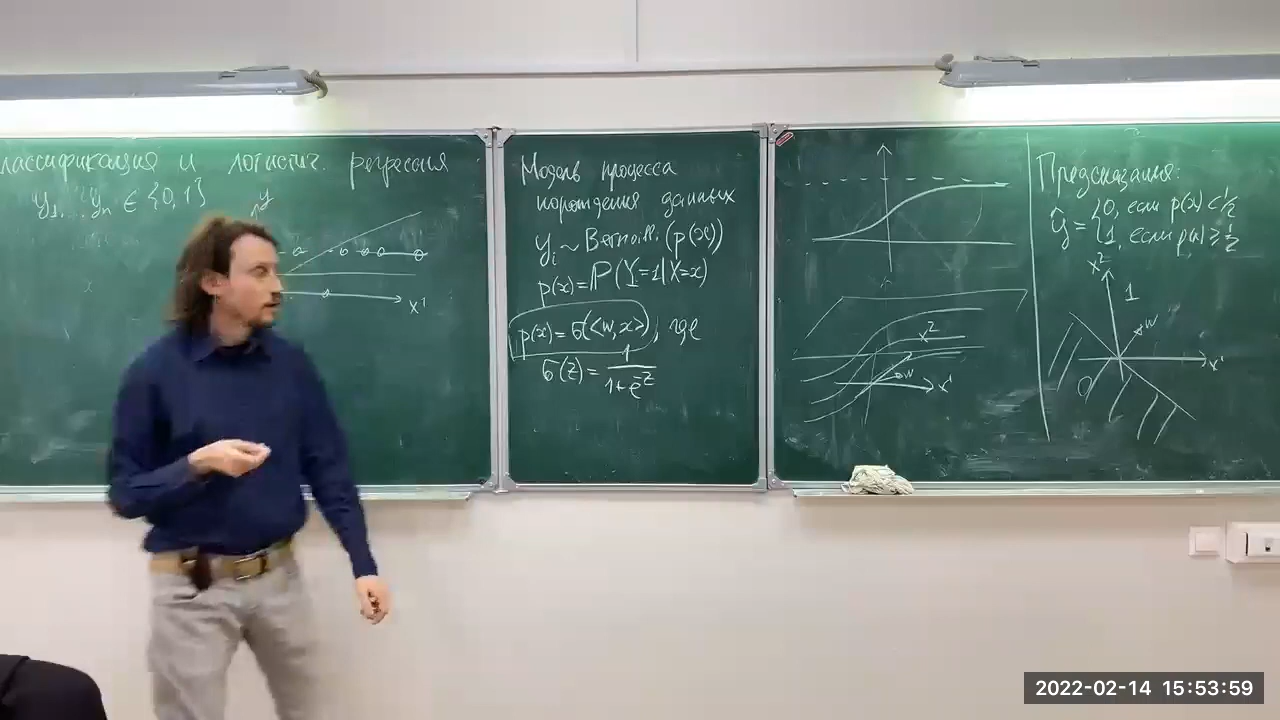 лассификация и логистич. регрессия
y₁...yₙ ∈ {0,1}
y
x¹
Модель процесса
порождения данных
yᵢ ~ Bernoulli(p(x))
p(x)=P(Y=1|X=x)
p(x)=σ(<w,x>), где
σ(z)=1/(1+e^-z)
x²
w
x¹
Предсказания:
ŷ = {0, если p(x)<1/2
{1, если p(x)≥1/2
x²
1
w
x¹
0
2022-02-14 15:53:59